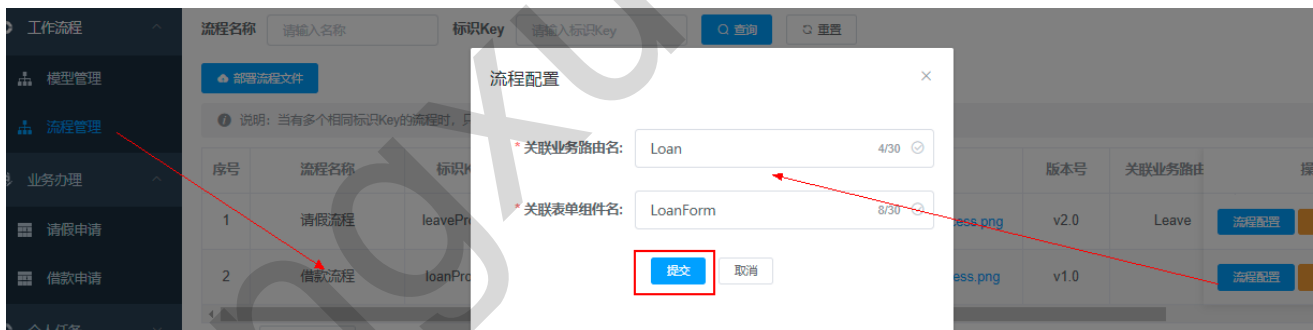 工作流程
流程名称 请输入名称 标识Key 请输入标识Key 查询 重置
模型管理
部署流程文件
流程配置
流程管理
说明：当有多个相同标识Key的流程时，只
* 关联业务路由名: Loan 4/30
序号 流程名称 标识K 版本号 关联业务路由
业务办理
* 关联表单组件名: LoanForm 8/30
请假申请
1 请假流程 leavePro cess.png v2.0 Leave 流程配置
提交 取消
借款申请
2 借款流程 loanProc ess.png v1.0 流程配置
个人任务